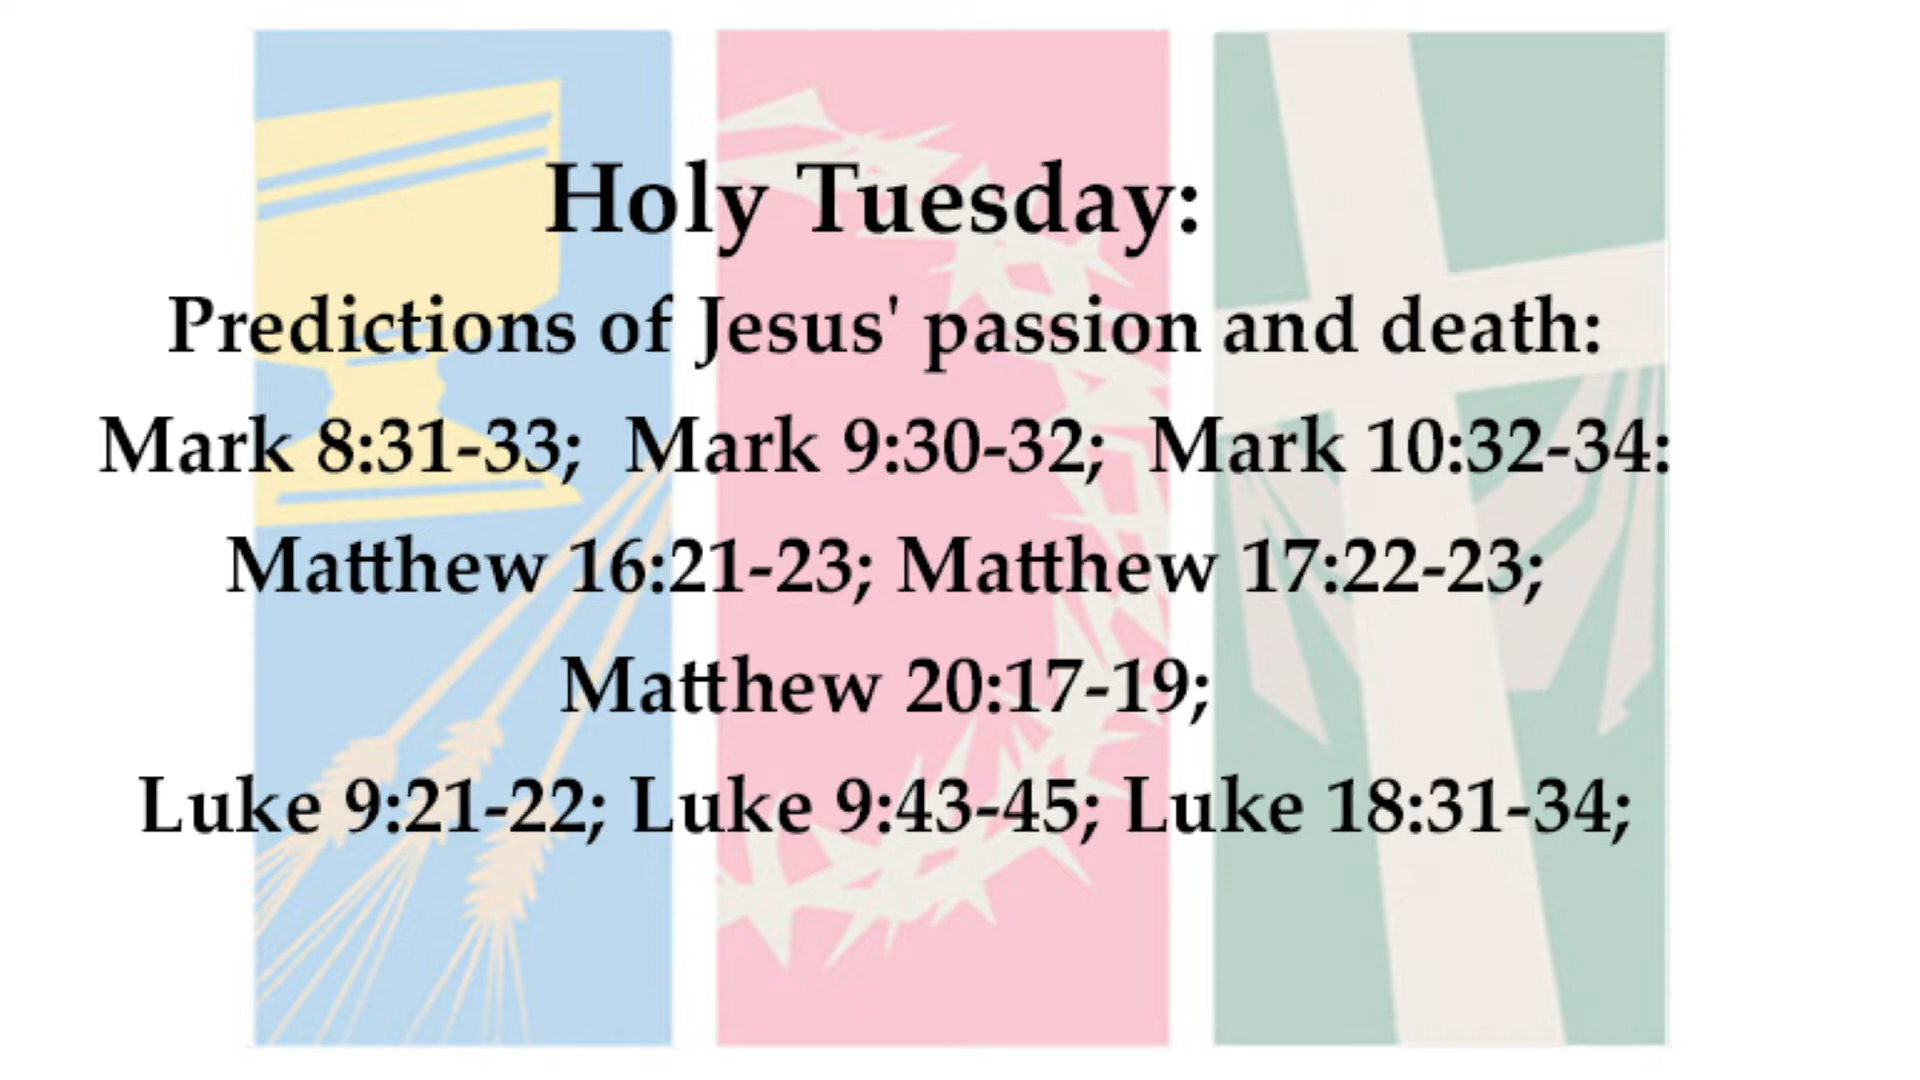 Holy Tuesday:
Predictions of Jesus' passion and death:
Mark 8:31-33;  Mark 9:30-32;  Mark 10:32-34:
Matthew 16:21-23; Matthew 17:22-23;
Matthew 20:17-19;
Luke 9:21-22; Luke 9:43-45; Luke 18:31-34;